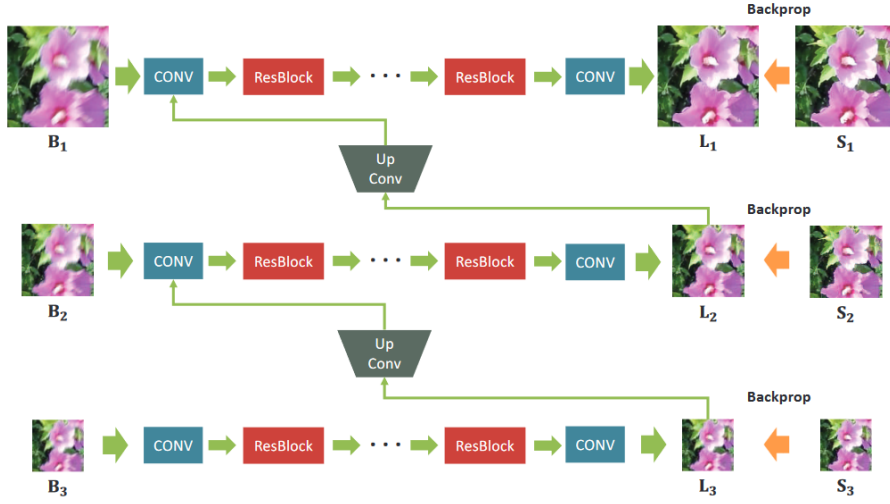 Backprop
CONV
ResBlock
· · ·
ResBlock
CONV
B₁
L₁
S₁
Up
Conv
Backprop
CONV
ResBlock
· · ·
ResBlock
CONV
B₂
L₂
S₂
Up
Conv
Backprop
CONV
ResBlock
· · ·
ResBlock
CONV
B₃
L₃
S₃